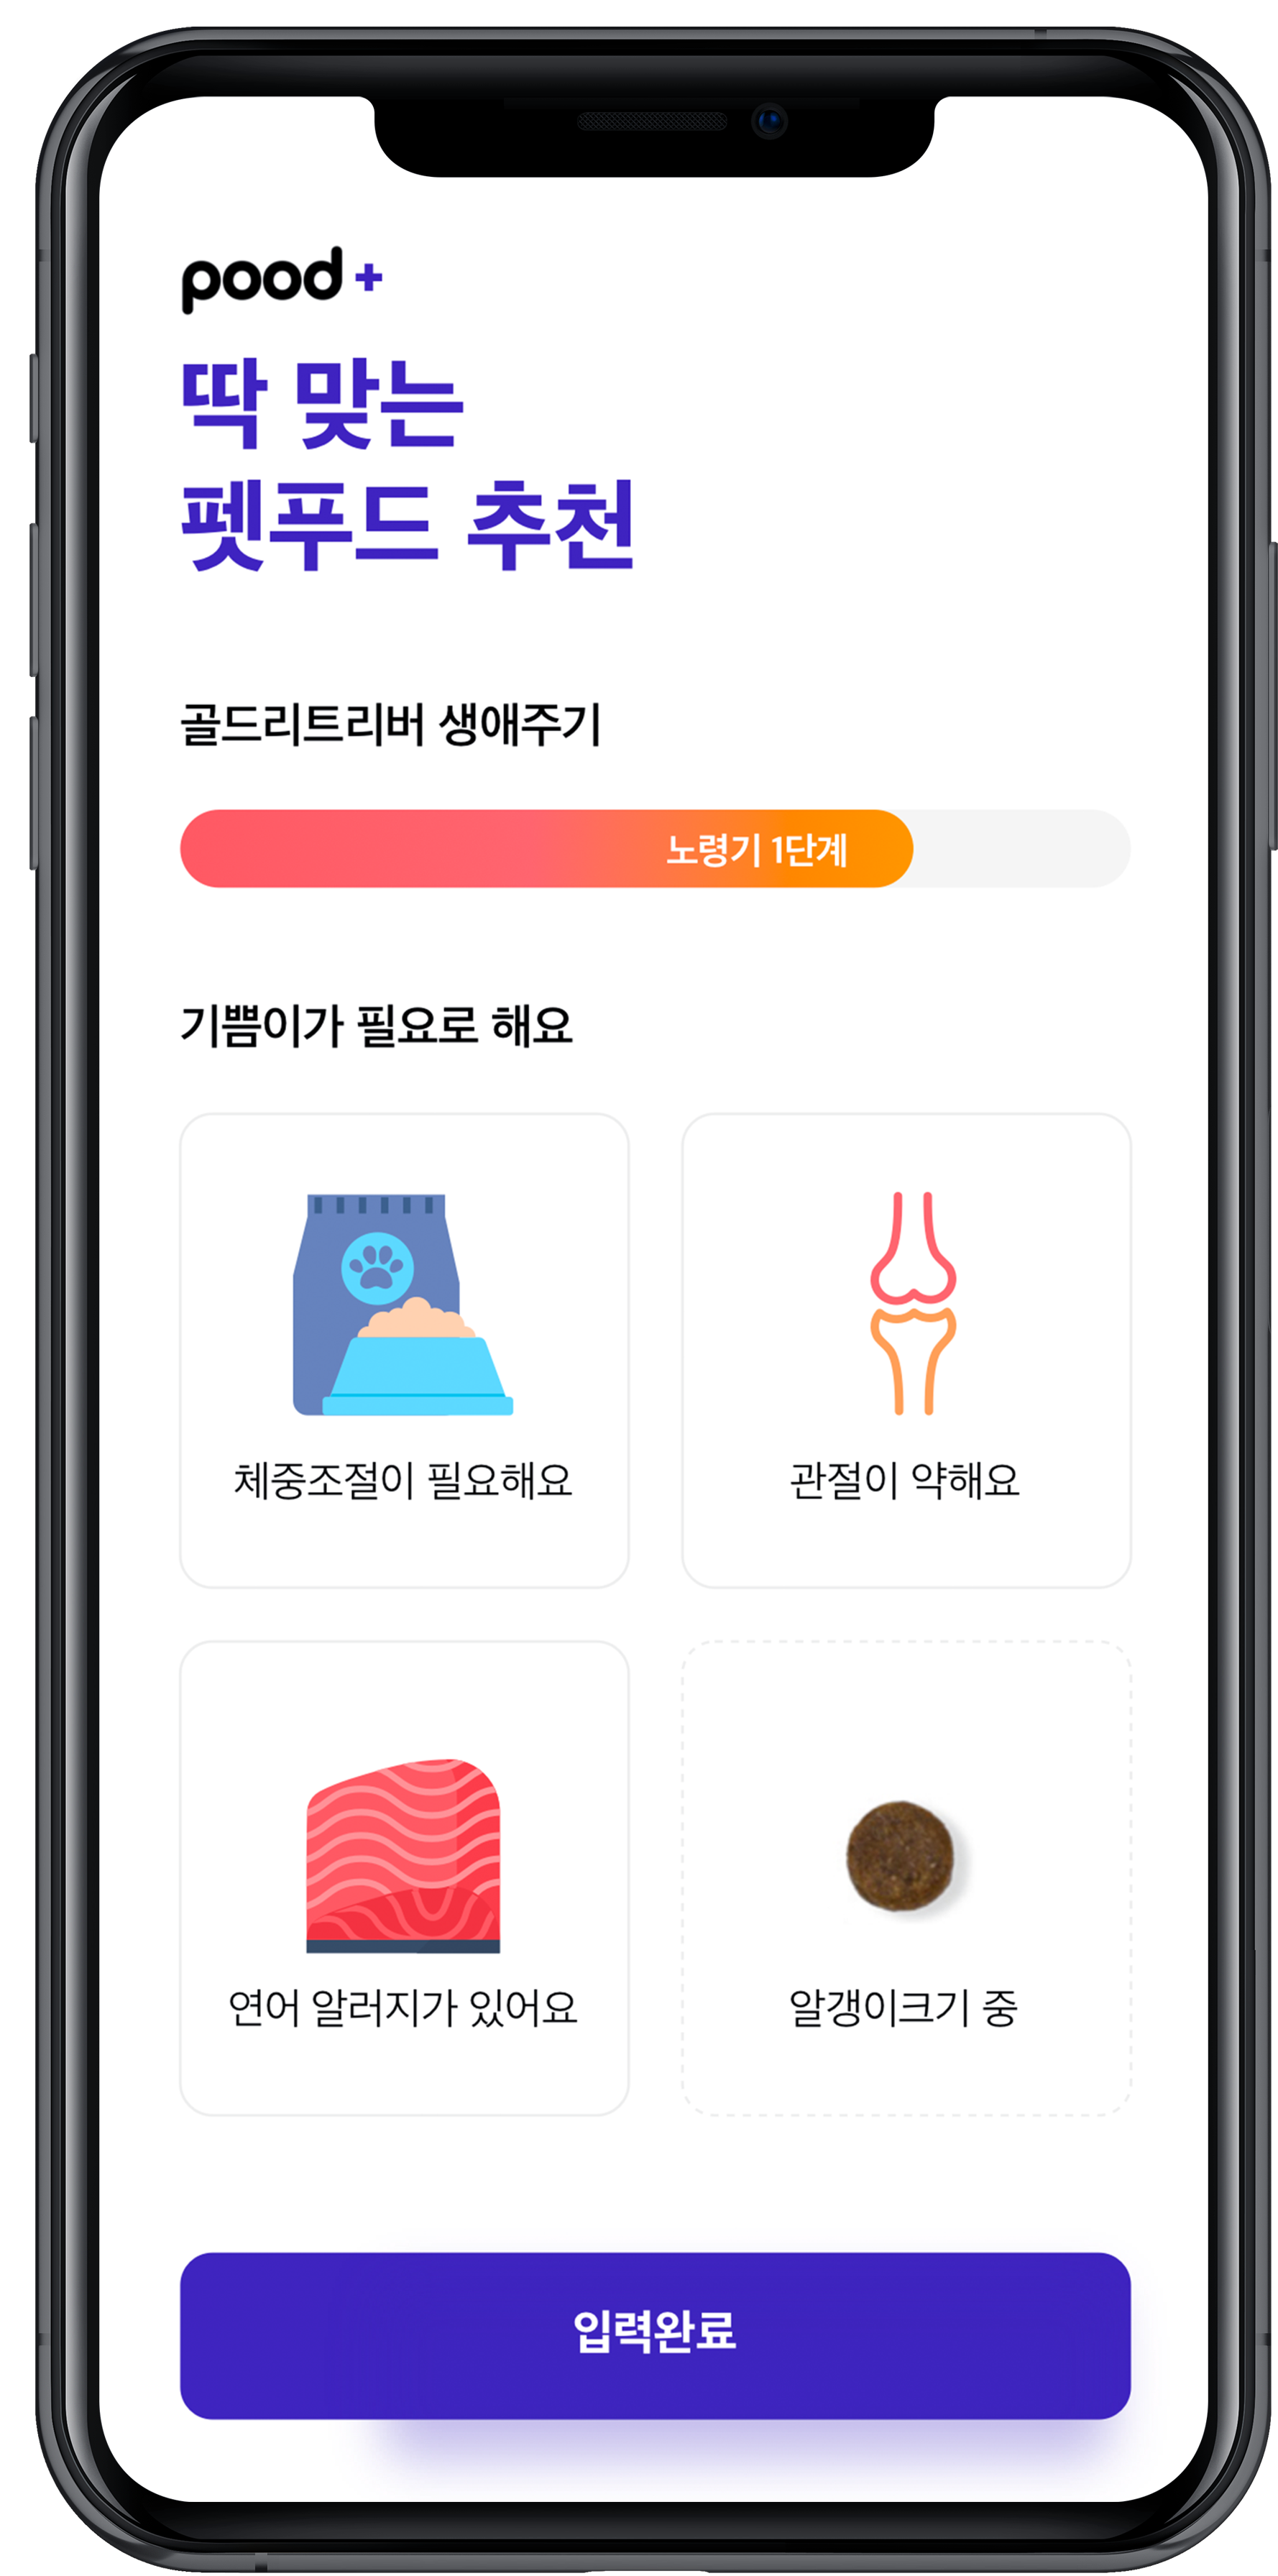 pood +
딱 맞는
펫푸드 추천
골드리트리버 생애주기
노령기 1단계
기쁨이가 필요로 해요
체중조절이 필요해요
관절이 약해요
연어 알러지가 있어요
알갱이크기 중
입력완료